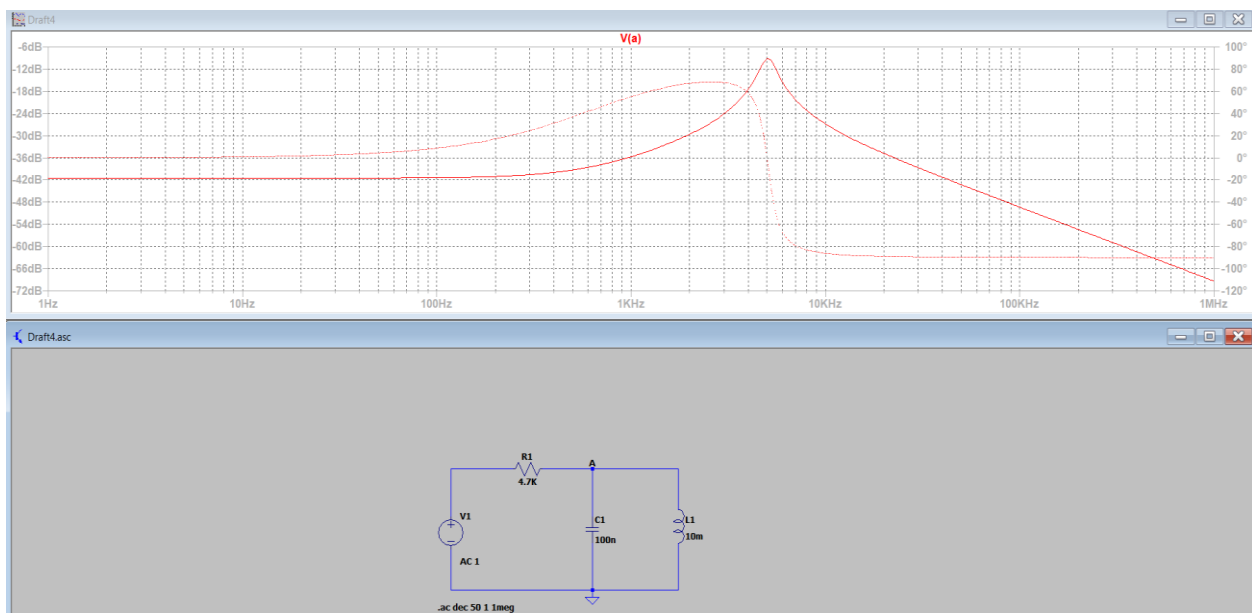 Draft4
V(a)
-6dB
-12dB
-18dB
-24dB
-30dB
-36dB
-42dB
-48dB
-54dB
-60dB
-66dB
-72dB
100°
80°
60°
40°
20°
0°
-20°
-40°
-60°
-80°
-100°
-120°
1Hz 10Hz 100Hz 1KHz 10KHz 100KHz 1MHz
Draft4.asc
R1
4.7K
A
V1
AC 1
C1
100n
L1
10m
.ac dec 50 1 1meg